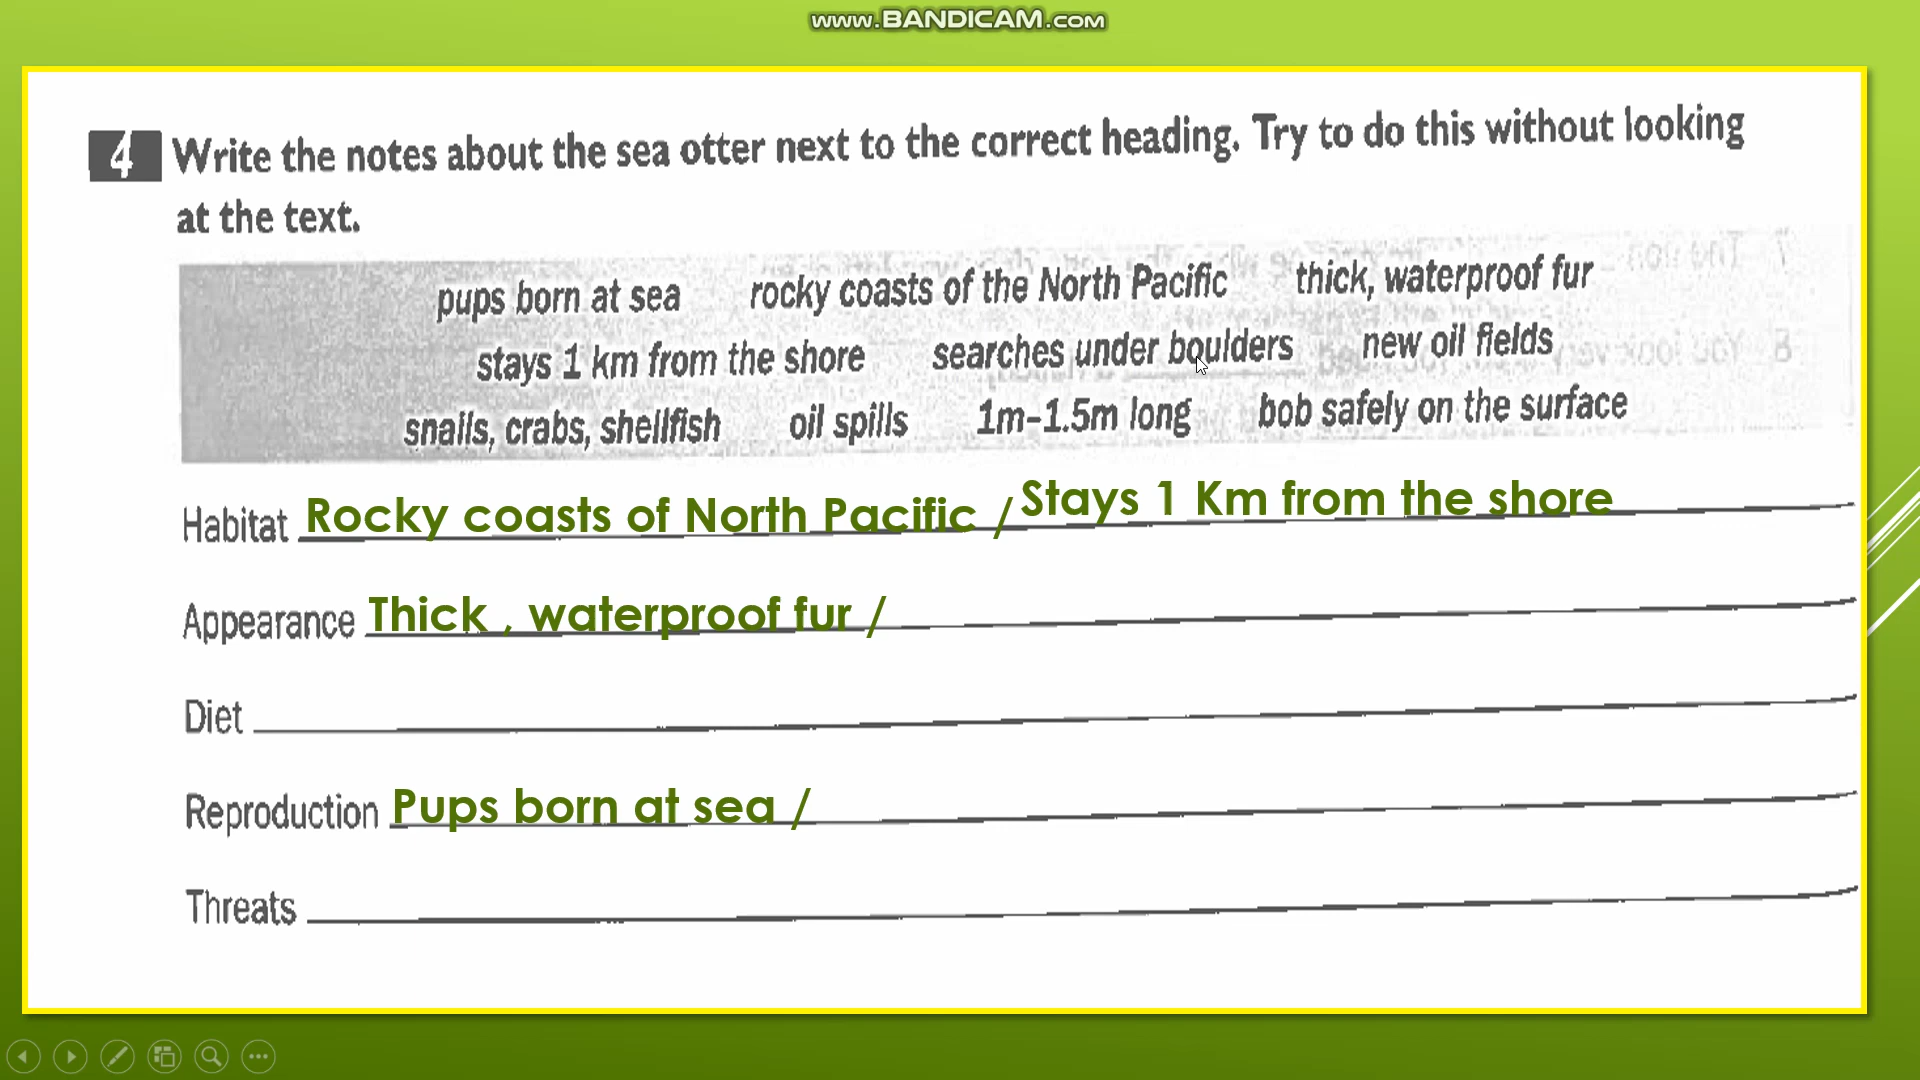 www.BANDICAM.com
4 Write the notes about the sea otter next to the correct heading. Try to do this without looking
at the text.
pups born at sea rocky coasts of the North Pacific thick, waterproof fur
stays 1 km from the shore searches under boulders new oil fields
snails, crabs, shellfish oil spills 1m–1.5m long bob safely on the surface
Habitat Rocky coasts of North Pacific / Stays 1 Km from the shore
Appearance Thick , waterproof fur /
Diet
Reproduction Pups born at sea /
Threats